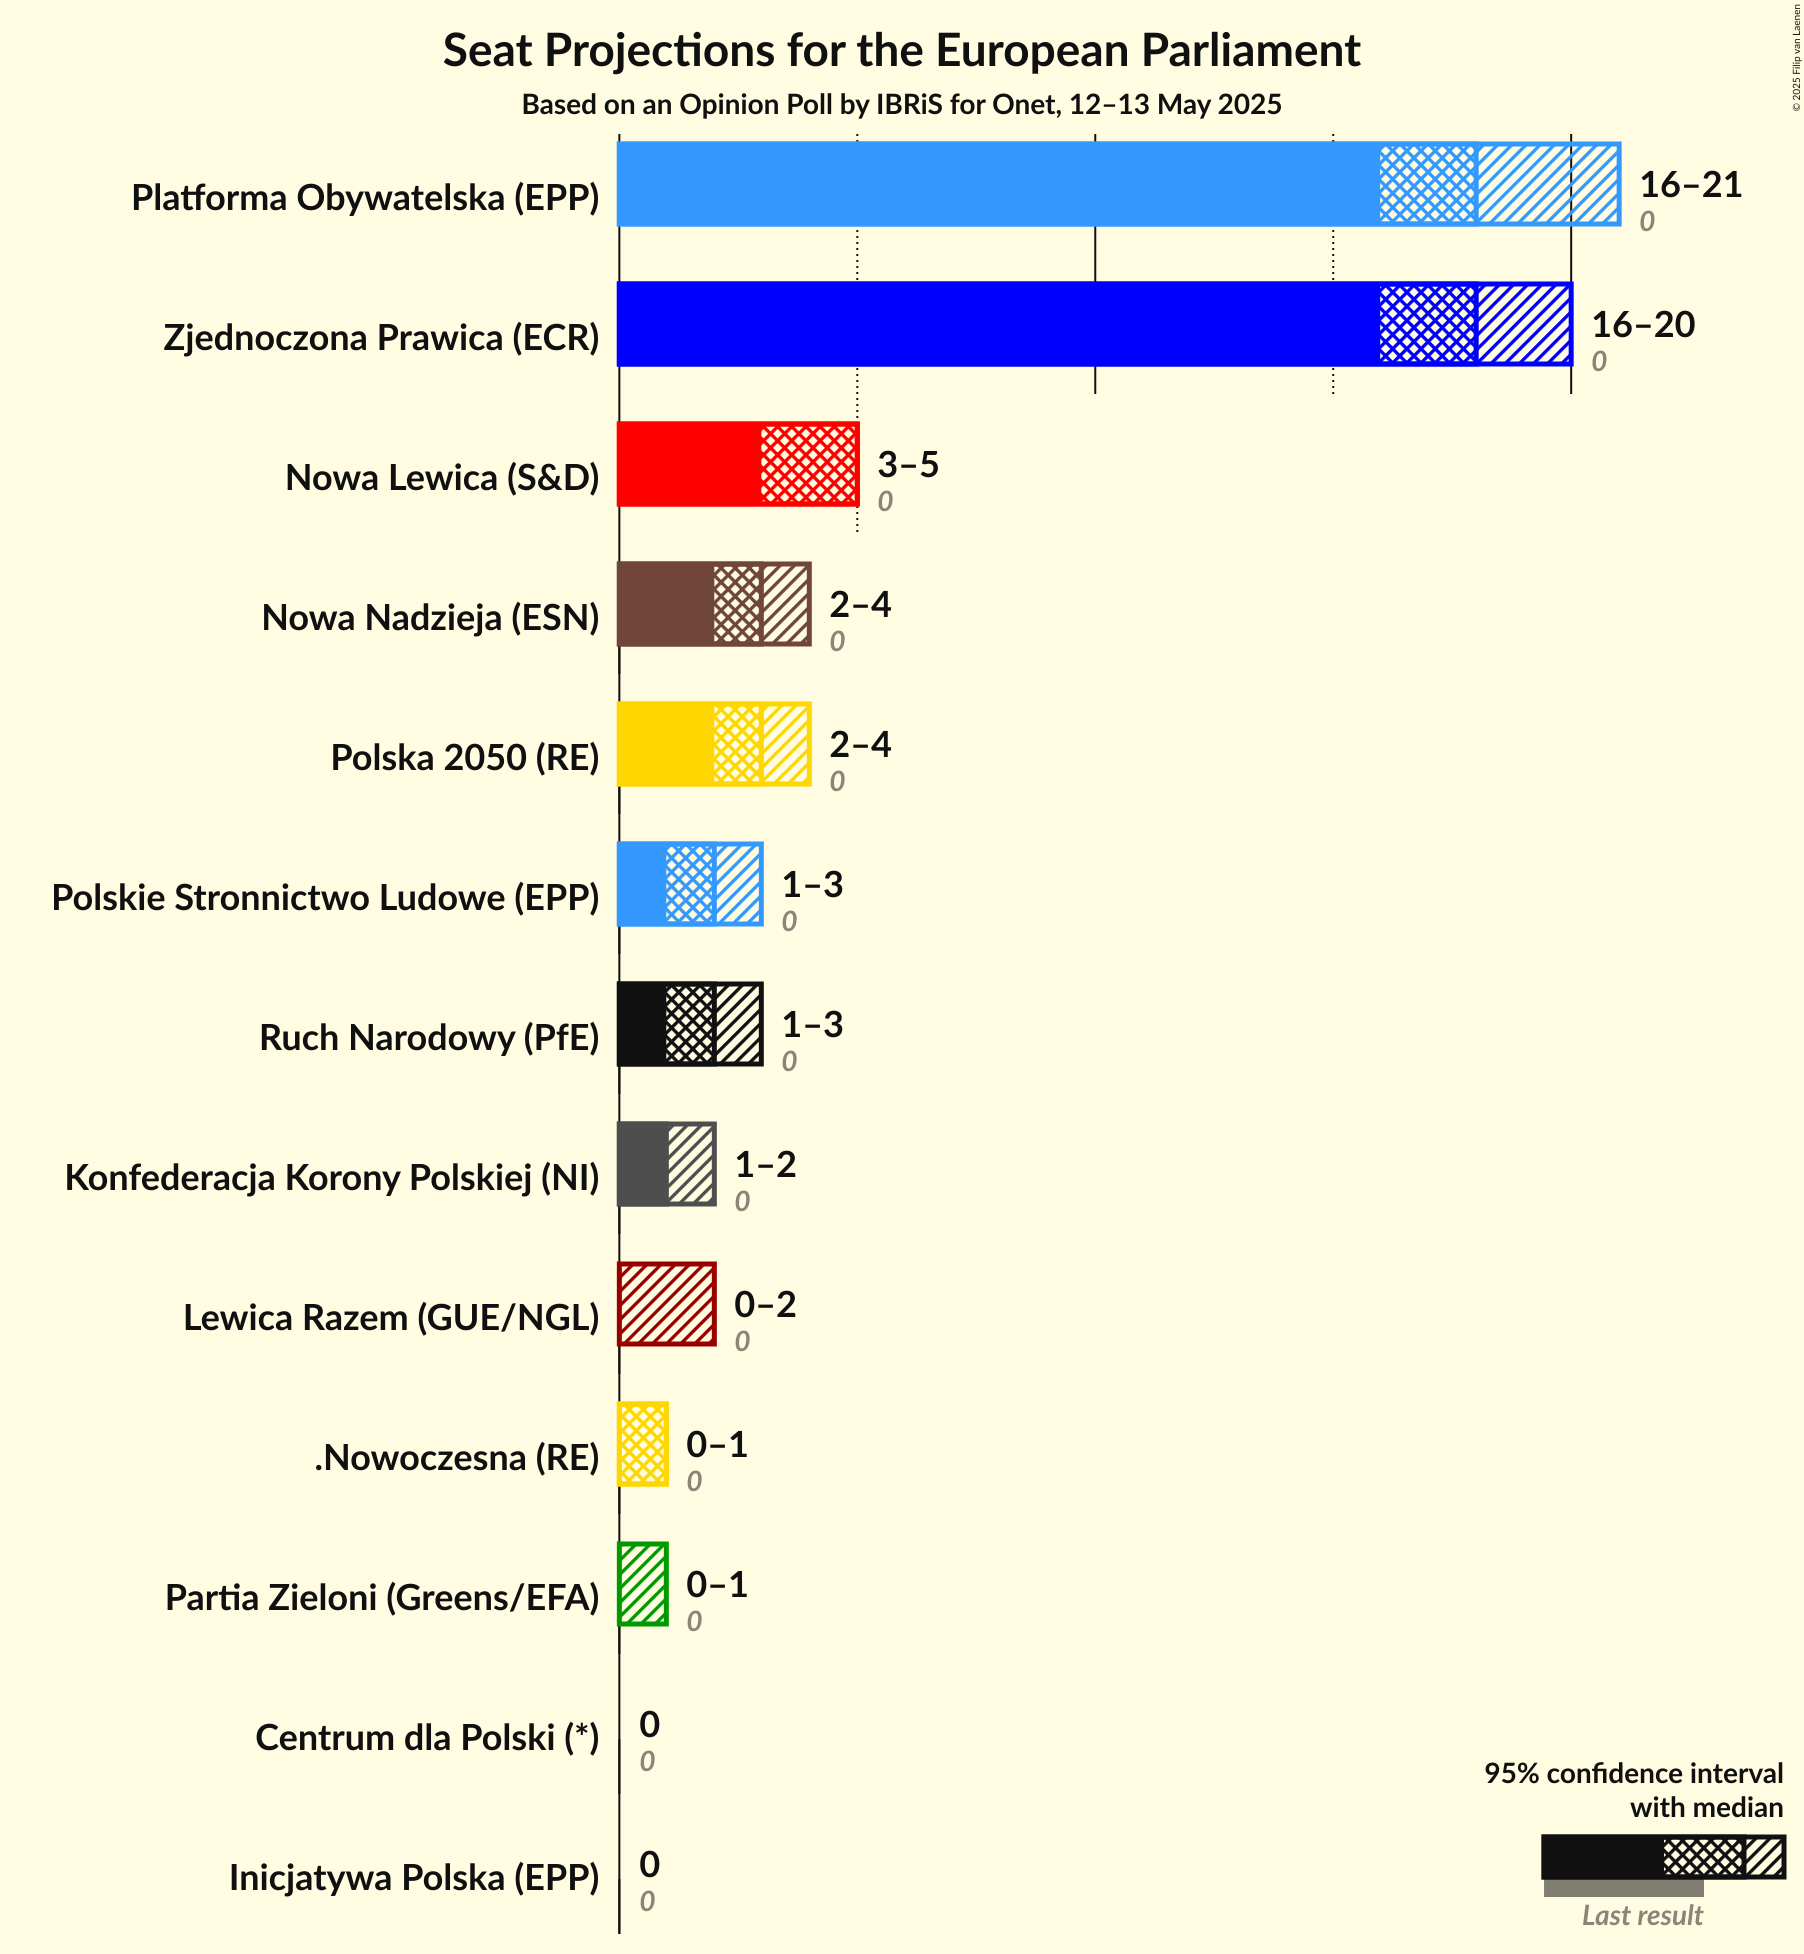 Seat Projections for the European Parliament
Based on an Opinion Poll by IBRiS for Onet, 12–13 May 2025
© 2025 Filip van Laenen
Platforma Obywatelska (EPP)
16–21
0
Zjednoczona Prawica (ECR)
16–20
0
Nowa Lewica (S&D)
3–5
0
Nowa Nadzieja (ESN)
2–4
0
Polska 2050 (RE)
2–4
0
Polskie Stronnictwo Ludowe (EPP)
1–3
0
Ruch Narodowy (PfE)
1–3
0
Konfederacja Korony Polskiej (NI)
1–2
0
Lewica Razem (GUE/NGL)
0–2
0
.Nowoczesna (RE)
0–1
0
Partia Zieloni (Greens/EFA)
0–1
0
Centrum dla Polski (*)
0
0
Inicjatywa Polska (EPP)
0
0
95% confidence interval
with median
Last result